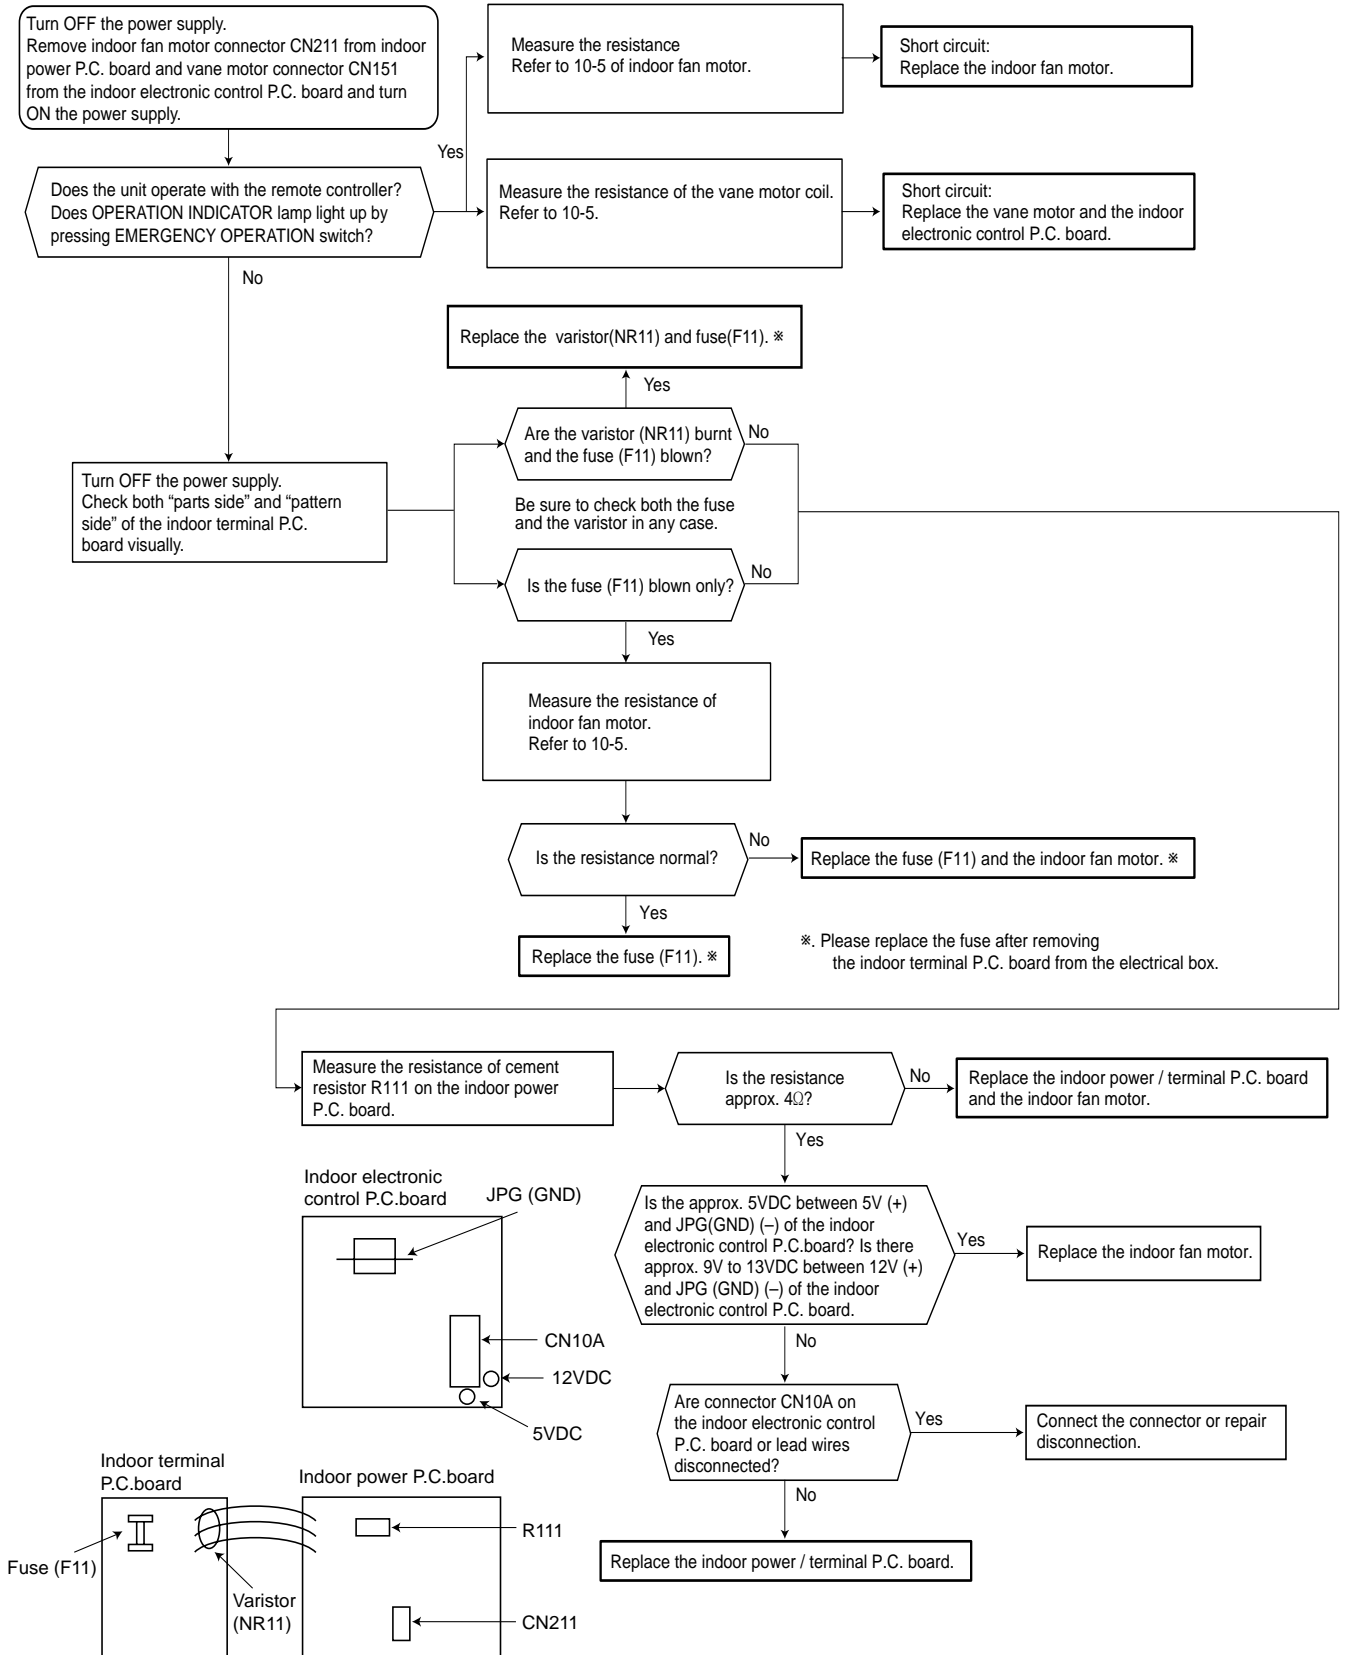 Turn OFF the power supply.
Remove indoor fan motor connector CN211 from indoor
power P.C. board and vane motor connector CN151
from the indoor electronic control P.C. board and turn
ON the power supply.
Measure the resistance
Refer to 10-5 of indoor fan motor.
Short circuit:
Replace the indoor fan motor.
Yes
Does the unit operate with the remote controller?
Does OPERATION INDICATOR lamp light up by
pressing EMERGENCY OPERATION switch?
Measure the resistance of the vane motor coil.
Refer to 10-5.
Short circuit:
Replace the vane motor and the indoor
electronic control P.C. board.
No
Replace the varistor(NR11) and fuse(F11). ※
Yes
Are the varistor (NR11) burnt
and the fuse (F11) blown?
No
Turn OFF the power supply.
Check both “parts side” and “pattern
side” of the indoor terminal P.C.
board visually.
Be sure to check both the fuse
and the varistor in any case.
Is the fuse (F11) blown only?
No
Yes
Measure the resistance of
indoor fan motor.
Refer to 10-5.
Is the resistance normal?
No
Replace the fuse (F11) and the indoor fan motor. ※
Yes
Replace the fuse (F11). ※
※. Please replace the fuse after removing
the indoor terminal P.C. board from the electrical box.
Measure the resistance of cement
resistor R111 on the indoor power
P.C. board.
Is the resistance
approx. 4Ω?
No
Replace the indoor power / terminal P.C. board
and the indoor fan motor.
Yes
Is the approx. 5VDC between 5V (+)
and JPG(GND) (–) of the indoor
electronic control P.C.board? Is there
approx. 9V to 13VDC between 12V (+)
and JPG (GND) (–) of the indoor
electronic control P.C. board.
Yes
Replace the indoor fan motor.
No
Are connector CN10A on
the indoor electronic control
P.C. board or lead wires
disconnected?
Yes
Connect the connector or repair
disconnection.
No
Replace the indoor power / terminal P.C. board.
Indoor electronic
control P.C.board
JPG (GND)
CN10A
12VDC
5VDC
Indoor terminal
P.C.board
Indoor power P.C.board
R111
Fuse (F11)
Varistor
(NR11)
CN211